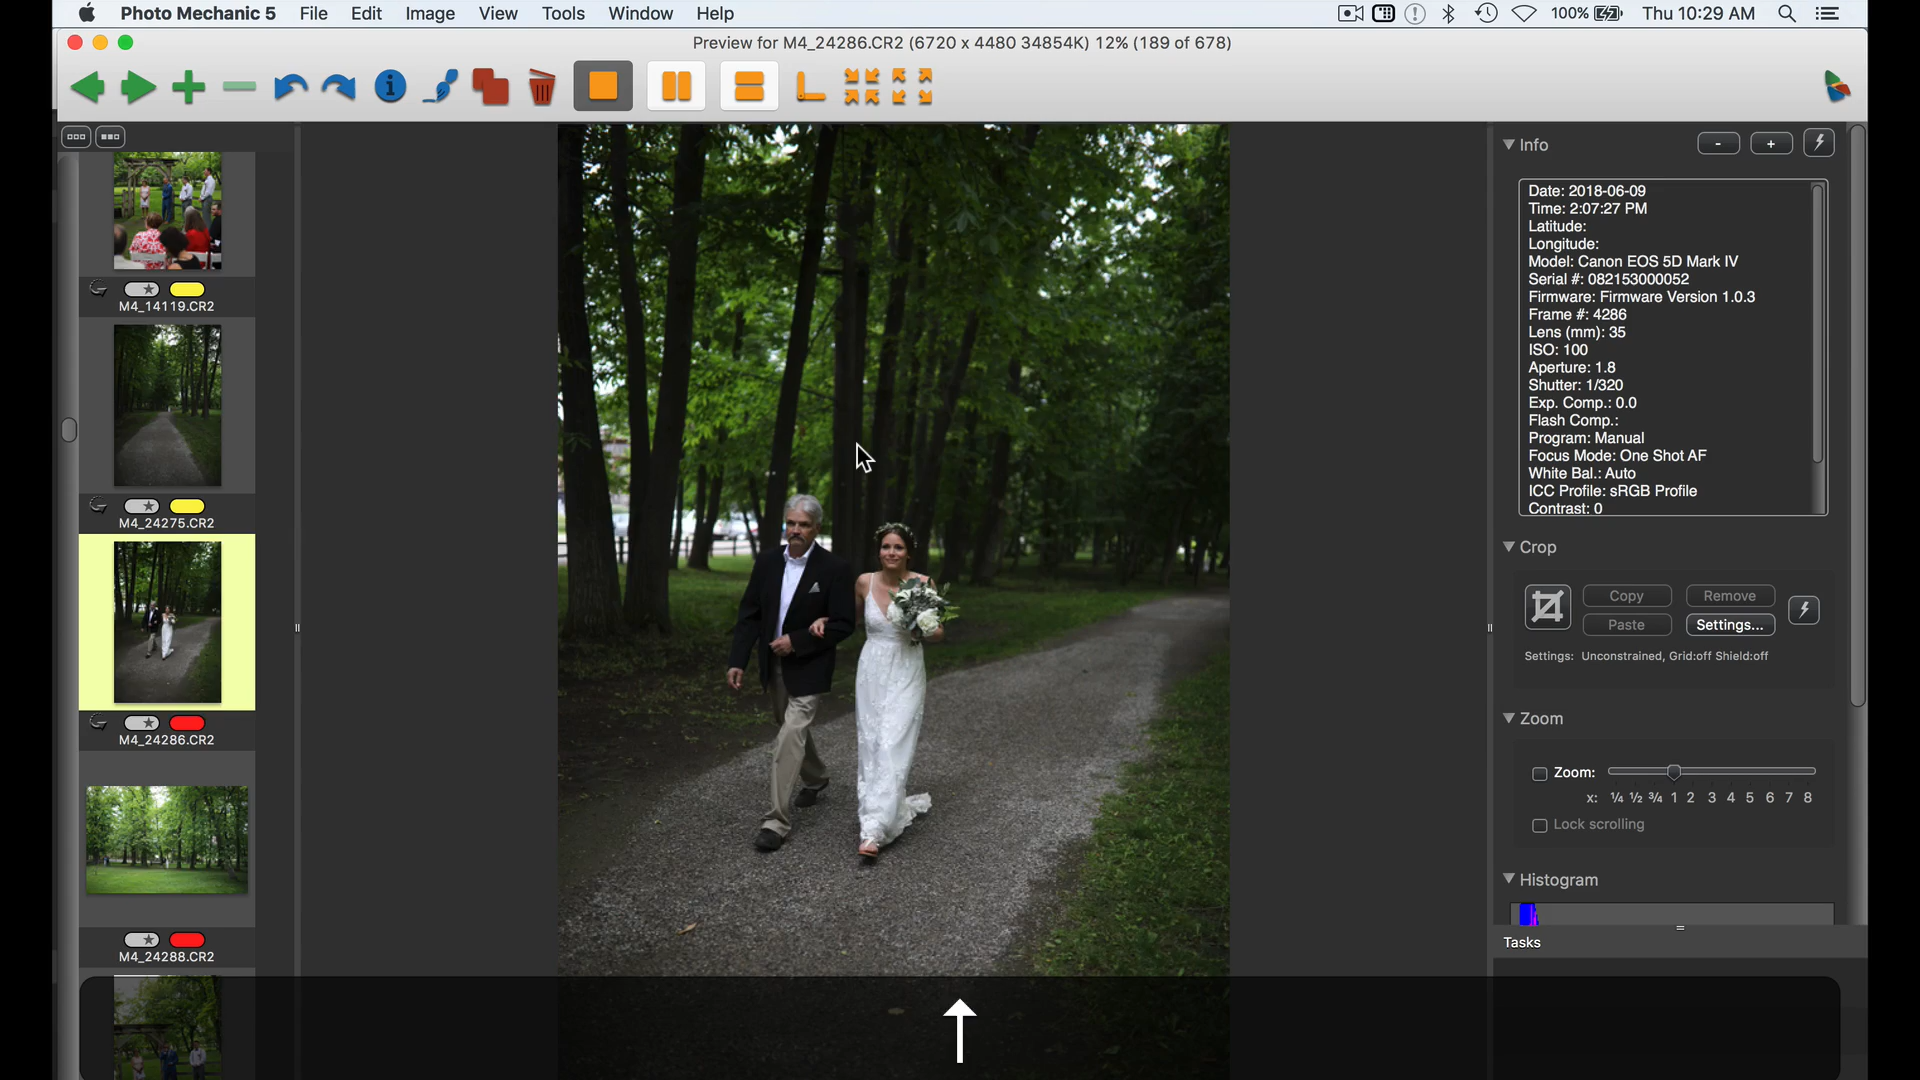 Photo Mechanic 5 File Edit Image View Tools Window Help
100% Thu 10:29 AM
Preview for M4_24286.CR2 (6720 x 4480 34854K) 12% (189 of 678)
M4_14119.CR2
M4_24275.CR2
M4_24286.CR2
M4_24288.CR2
Info - +
Date: 2018-06-09
Time: 2:07:27 PM
Latitude:
Longitude:
Model: Canon EOS 5D Mark IV
Serial #: 082153000052
Firmware: Firmware Version 1.0.3
Frame #: 4286
Lens (mm): 35
ISO: 100
Aperture: 1.8
Shutter: 1/320
Exp. Comp.: 0.0
Flash Comp.:
Program: Manual
Focus Mode: One Shot AF
White Bal.: Auto
ICC Profile: sRGB Profile
Contrast: 0
Crop
Copy Remove
Paste Settings...
Settings: Unconstrained, Grid:off Shield:off
Zoom
Zoom:
x: ¼ ½ ¾ 1 2 3 4 5 6 7 8
Lock scrolling
Histogram
Tasks